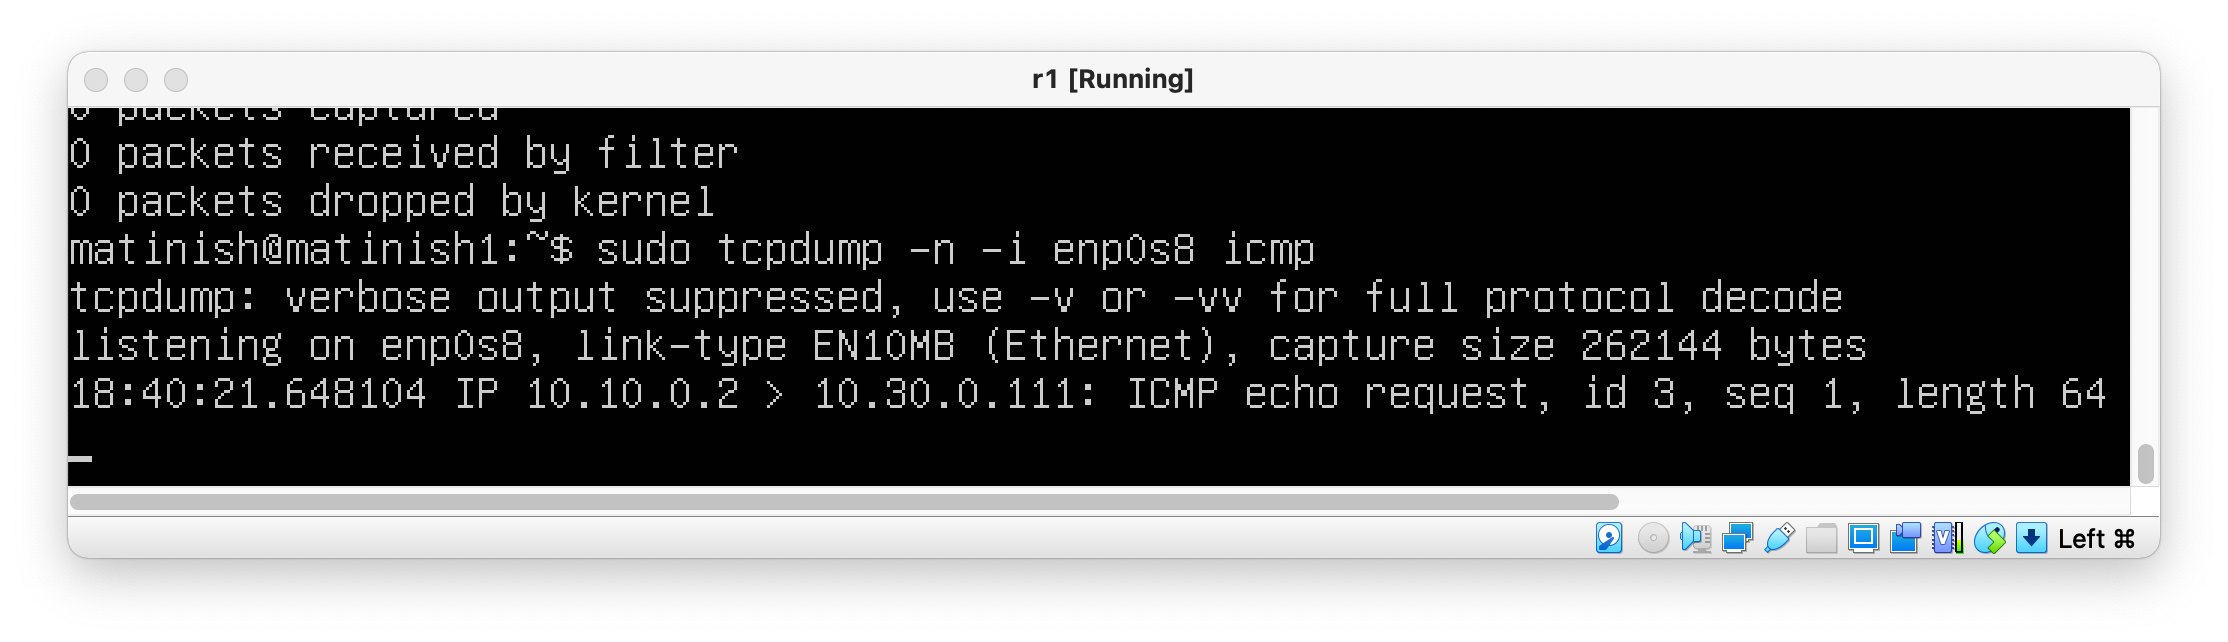 r1 [Running]
0 packets captured
0 packets received by filter
0 packets dropped by kernel
matinish@matinish1:~$ sudo tcpdump -n -i enp0s8 icmp
tcpdump: verbose output suppressed, use -v or -vv for full protocol decode
listening on enp0s8, link-type EN10MB (Ethernet), capture size 262144 bytes
18:40:21.648104 IP 10.10.0.2 > 10.30.0.111: ICMP echo request, id 3, seq 1, length 64
Left ⌘